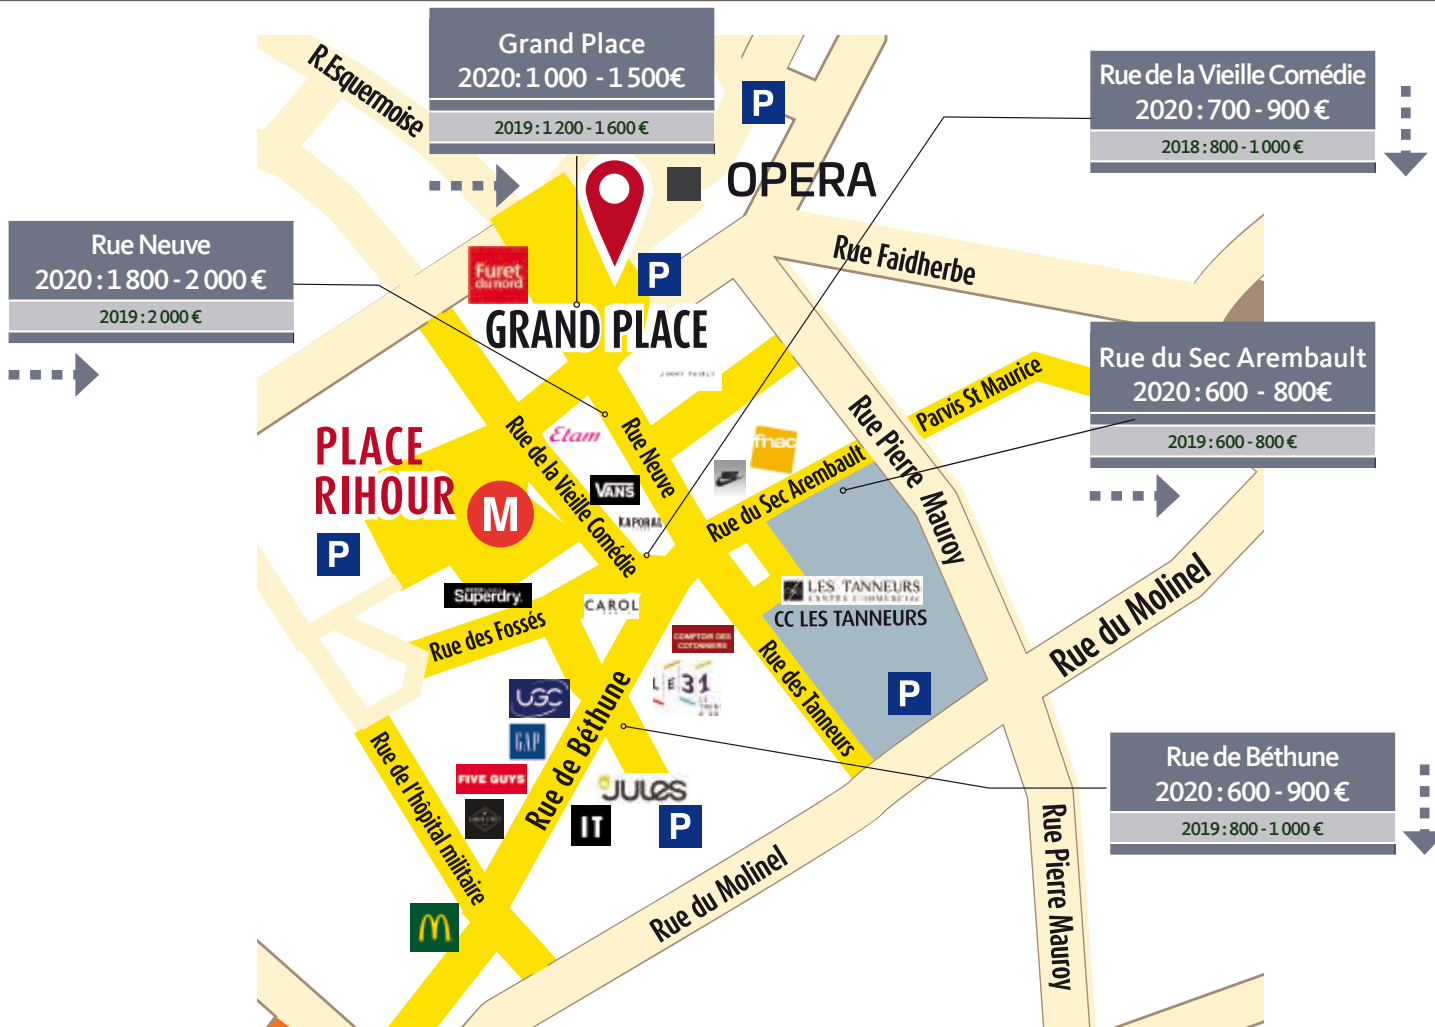 Grand Place
2020: 1 000 - 1 500€
2019 : 1 200 - 1 600 €
Rue de la Vieille Comédie
2020 : 700 - 900 €
2018 : 800 - 1 000 €
R.Esquermoise
P
OPERA
Rue Neuve
2020 : 1 800 - 2 000 €
2019 : 2 000 €
Rue Faidherbe
Furet
du nord
P
GRAND PLACE
Rue du Sec Arembault
2020 : 600 - 800€
2019 : 600 - 800 €
Parvis St Maurice
Rue Pierre Mauroy
PLACE
RIHOUR
M
P
Etam
Rue Neuve
fnac
Rue de la Vieille Comédie
VANS
KAPORAL
Rue du Sec Arembault
Superdry.
CAROLL
LES TANNEURS
CENTRE COMMERCIAL
CC LES TANNEURS
Rue des Fossés
COMPTOIR DES
COTONNIERS
LE 31
Rue des Tanneurs
P
Rue du Molinel
UGC
GAP
Rue de Béthune
FIVE GUYS
JULES
IT
P
Rue de l'hôpital militaire
Rue de Béthune
2020 : 600 - 900 €
2019 : 800 - 1 000 €
Rue du Molinel
Rue Pierre Mauroy